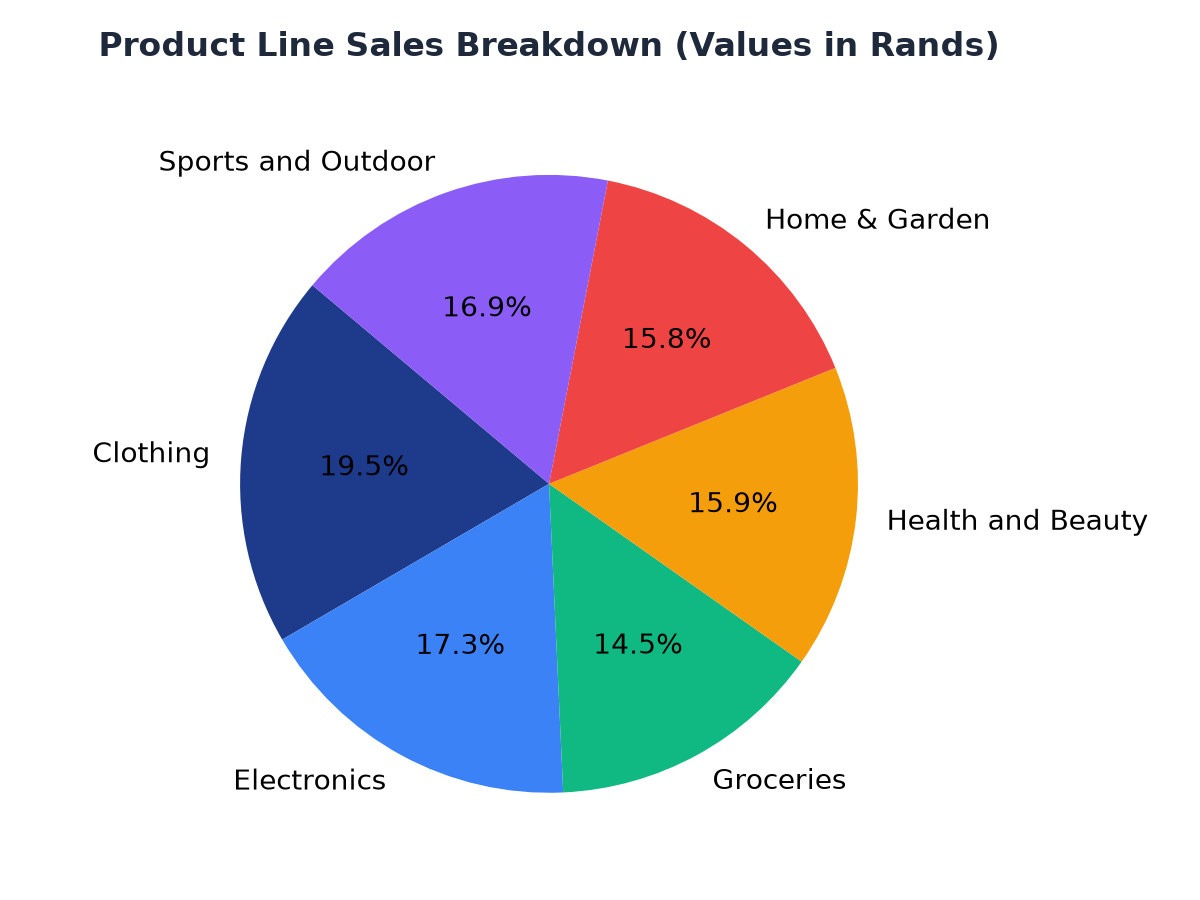 Product Line Sales Breakdown (Values in Rands)
Sports and Outdoor
Home & Garden
16.9%
15.8%
Clothing
19.5%
15.9%
Health and Beauty
17.3%
14.5%
Electronics
Groceries